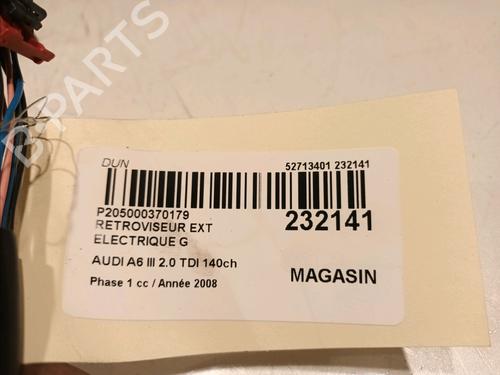 B-PARTS
DUN 52713401 232141
P205000370179
232141
RETROVISEUR EXT
ELECTRIQUE G
AUDI A6 III 2.0 TDI 140ch
MAGASIN
Phase 1 cc / Année 2008